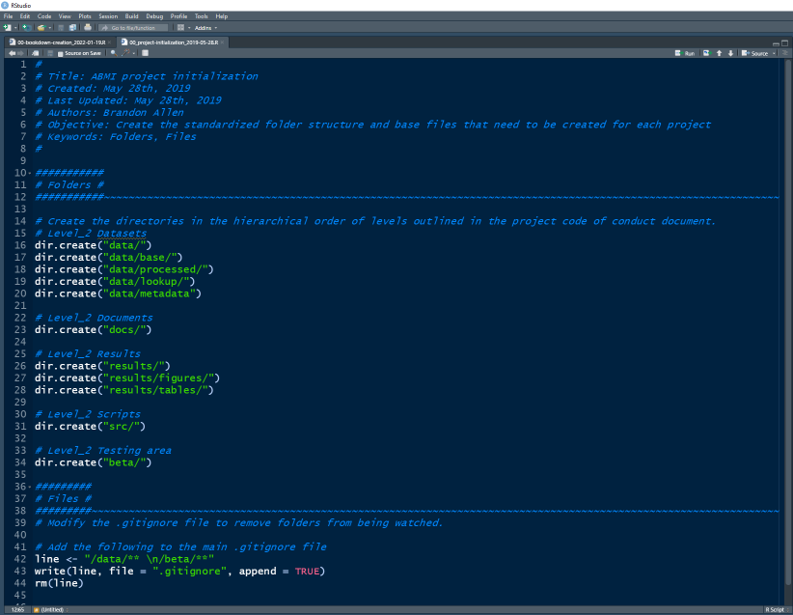 RStudio
File Edit Code View Plots Session Build Debug Profile Tools Help
Go to file/function Addins
00-bookdown-creation_2022-01-19.R 00_project-initialization_2019-05-28.R
Source on Save Run Source
1 #
2 # Title: ABMI project initialization
3 # Created: May 28th, 2019
4 # Last Updated: May 28th, 2019
5 # Authors: Brandon Allen
6 # Objective: Create the standardized folder structure and base files that need to be created for each project
7 # Keywords: Folders, Files
8 #
9
10 ###########
11 # Folders #
12 ###########~~~~~~~~~~~~~~~~~~~~~~~~~~~~~~~~~~~~~~~~~~~~~~~~~~~~~~~~~~~~~~~~~~~~~~~~~~~~~~~~~~~~~~~~~~~~~~~~~~~~~~~~~~~~~
13
14 # Create the directories in the hierarchical order of levels outlined in the project code of conduct document.
15 # Level_2 Datasets
16 dir.create("data/")
17 dir.create("data/base/")
18 dir.create("data/processed/")
19 dir.create("data/lookup/")
20 dir.create("data/metadata")
21
22 # Level_2 Documents
23 dir.create("docs/")
24
25 # Level_2 Results
26 dir.create("results/")
27 dir.create("results/figures/")
28 dir.create("results/tables/")
29
30 # Level_2 Scripts
31 dir.create("src/")
32
33 # Level_2 Testing area
34 dir.create("beta/")
35
36 #########
37 # Files #
38 #########~~~~~~~~~~~~~~~~~~~~~~~~~~~~~~~~~~~~~~~~~~~~~~~~~~~~~~~~~~~~~~~~~~~~~~~~~~~~~~~~~~~~~~~~~~~~~~~~~~~~~~~~~~~~~~~
39 # Modify the .gitignore file to remove folders from being watched.
40
41 # Add the following to the main .gitignore file
42 line <- "/data/** \n/beta/**"
43 write(line, file = ".gitignore", append = TRUE)
44 rm(line)
45
46
12:65 (Untitled) R Script